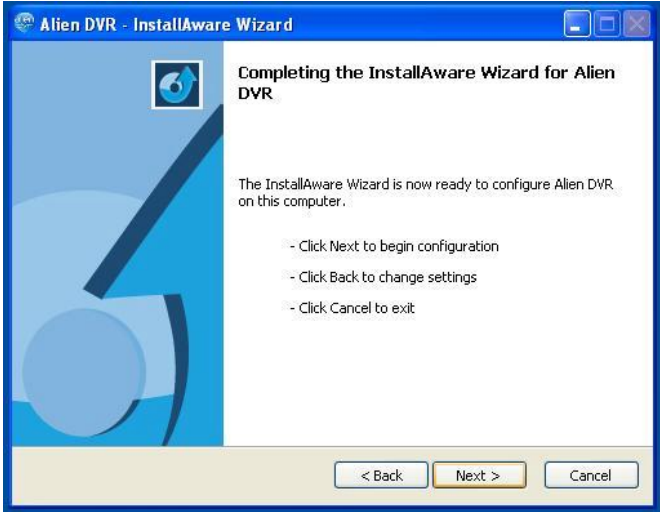 Alien DVR - InstallAware Wizard
Completing the InstallAware Wizard for Alien
DVR
The InstallAware Wizard is now ready to configure Alien DVR
on this computer.
- Click Next to begin configuration
- Click Back to change settings
- Click Cancel to exit
< Back Next > Cancel